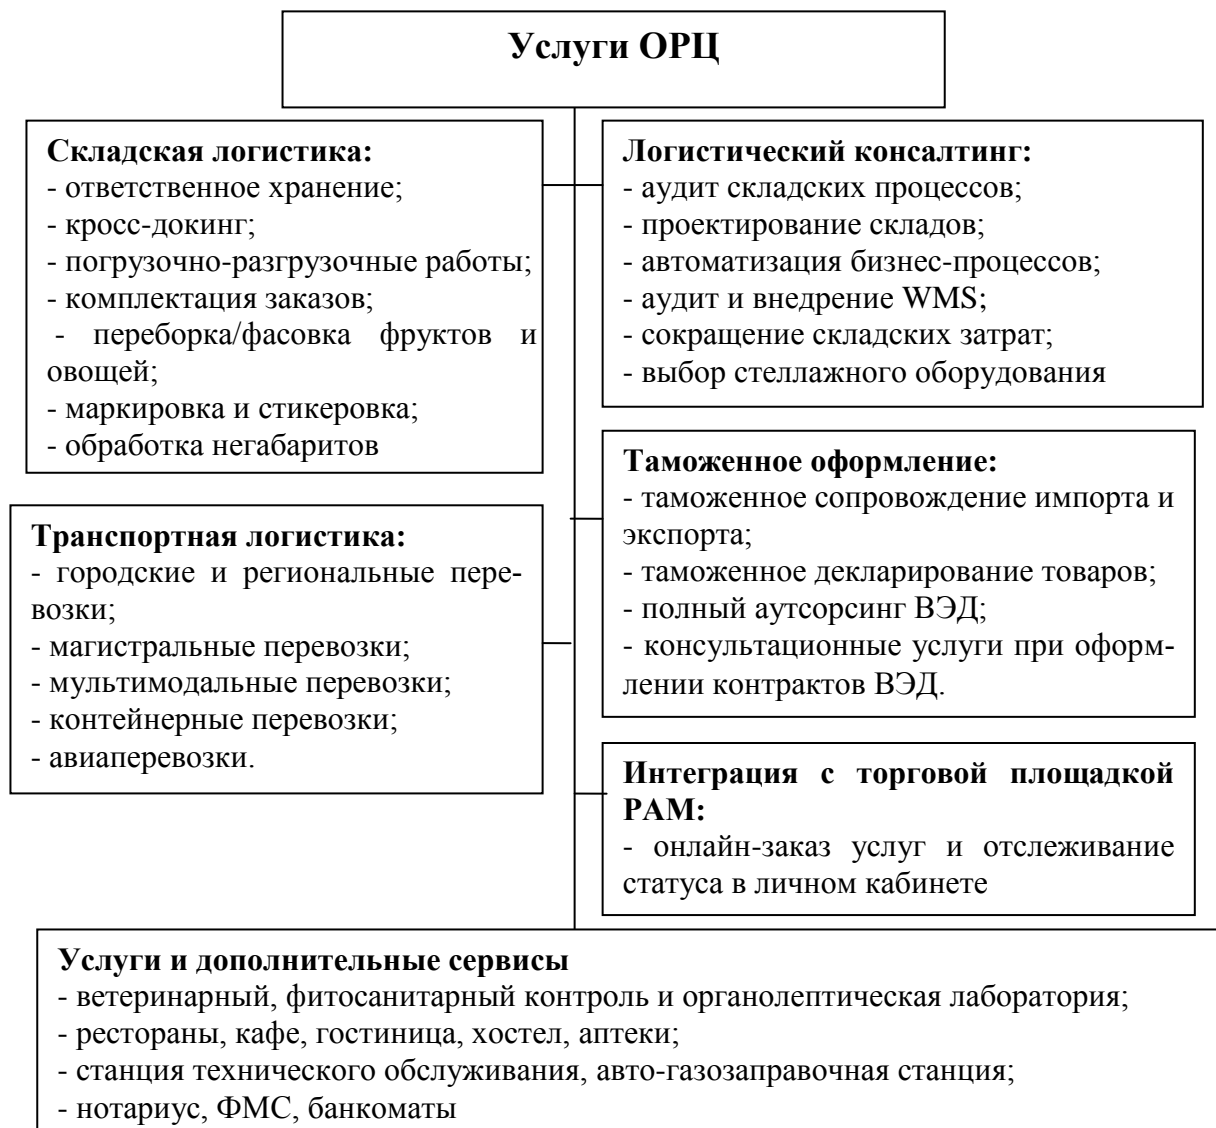 Услуги ОРЦ
Складская логистика:
- ответственное хранение;
- кросс-докинг;
- погрузочно-разгрузочные работы;
- комплектация заказов;
- переборка/фасовка фруктов и
овощей;
- маркировка и стикеровка;
- обработка негабаритов
Транспортная логистика:
- городские и региональные пере-
возки;
- магистральные перевозки;
- мультимодальные перевозки;
- контейнерные перевозки;
- авиаперевозки.
Логистический консалтинг:
- аудит складских процессов;
- проектирование складов;
- автоматизация бизнес-процессов;
- аудит и внедрение WMS;
- сокращение складских затрат;
- выбор стеллажного оборудования
Таможенное оформление:
- таможенное сопровождение импорта и
экспорта;
- таможенное декларирование товаров;
- полный аутсорсинг ВЭД;
- консультационные услуги при оформ-
лении контрактов ВЭД.
Интеграция с торговой площадкой
РАМ:
- онлайн-заказ услуг и отслеживание
статуса в личном кабинете
Услуги и дополнительные сервисы
- ветеринарный, фитосанитарный контроль и органолептическая лаборатория;
- рестораны, кафе, гостиница, хостел, аптеки;
- станция технического обслуживания, авто-газозаправочная станция;
- нотариус, ФМС, банкоматы